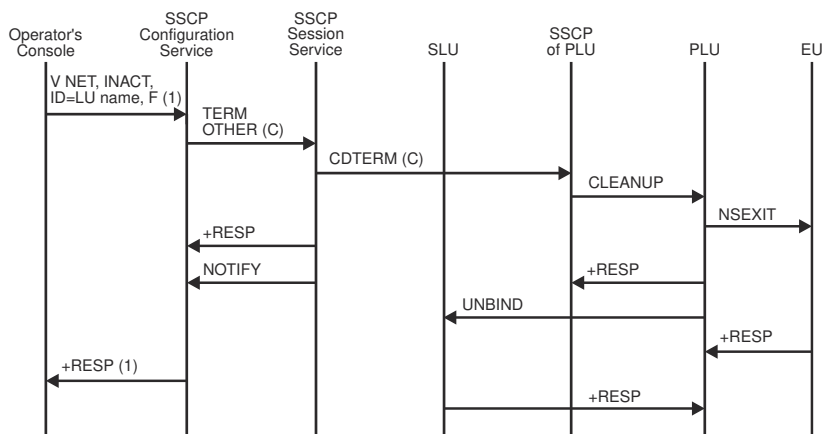 Operator's
Console
SSCP
Configuration
Service
SSCP
Session
Service
SLU
SSCP
of PLU
PLU
EU
V NET, INACT,
ID=LU name, F (1)
TERM
OTHER (C)
CDTERM (C)
CLEANUP
NSEXIT
+RESP
NOTIFY
+RESP
UNBIND
+RESP
+RESP (1)
+RESP